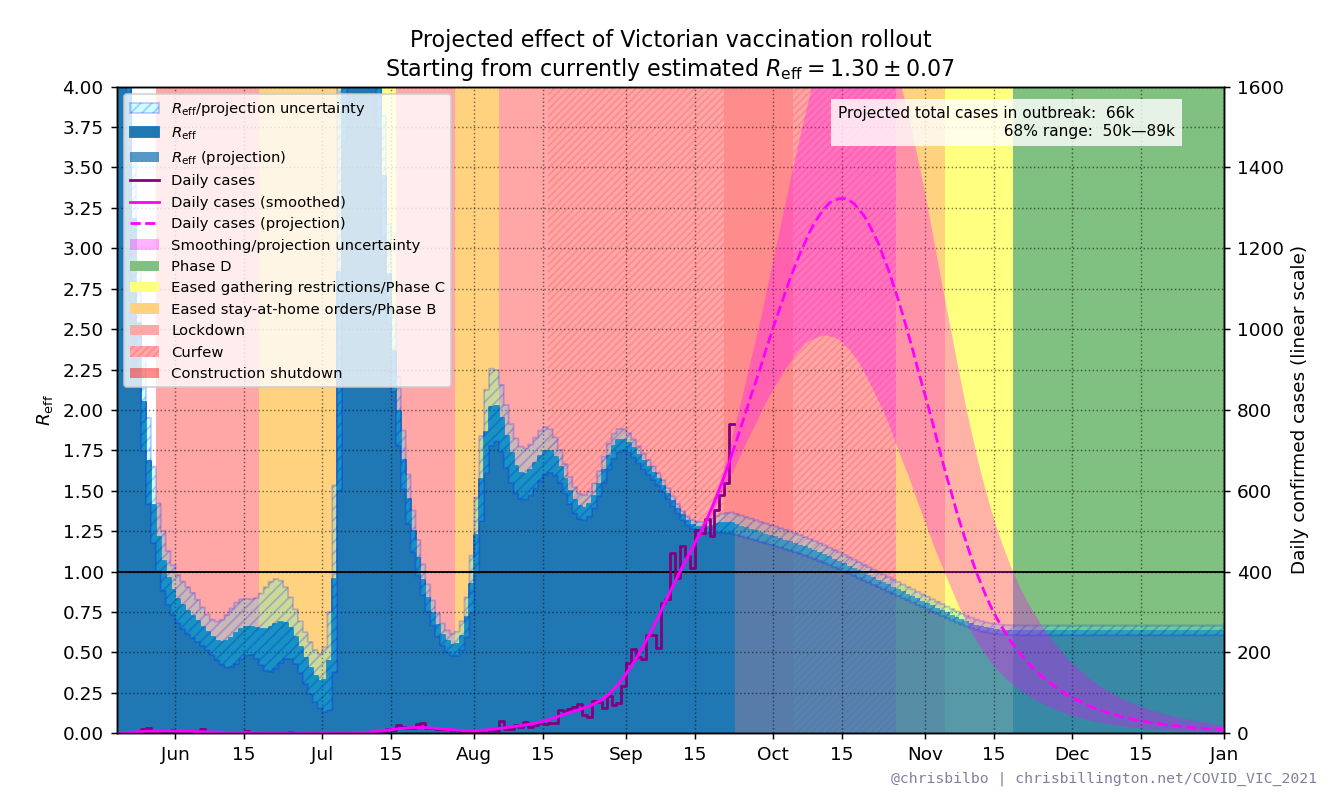 Projected effect of Victorian vaccination rollout
Starting from currently estimated R_eff = 1.30 ± 0.07
R_eff/projection uncertainty
R_eff
R_eff (projection)
Daily cases
Daily cases (smoothed)
Daily cases (projection)
Smoothing/projection uncertainty
Phase D
Eased gathering restrictions/Phase C
Eased stay-at-home orders/Phase B
Lockdown
Curfew
Construction shutdown
Projected total cases in outbreak: 66k
68% range: 50k—89k
R_eff
4.00
3.75
3.50
3.25
3.00
2.75
2.50
2.25
2.00
1.75
1.50
1.25
1.00
0.75
0.50
0.25
0.00
1600
1400
1200
1000
800
600
400
200
0
Daily confirmed cases (linear scale)
Jun 15 Jul 15 Aug 15 Sep 15 Oct 15 Nov 15 Dec 15 Jan
@chrisbilbo | chrisbillington.net/COVID_VIC_2021